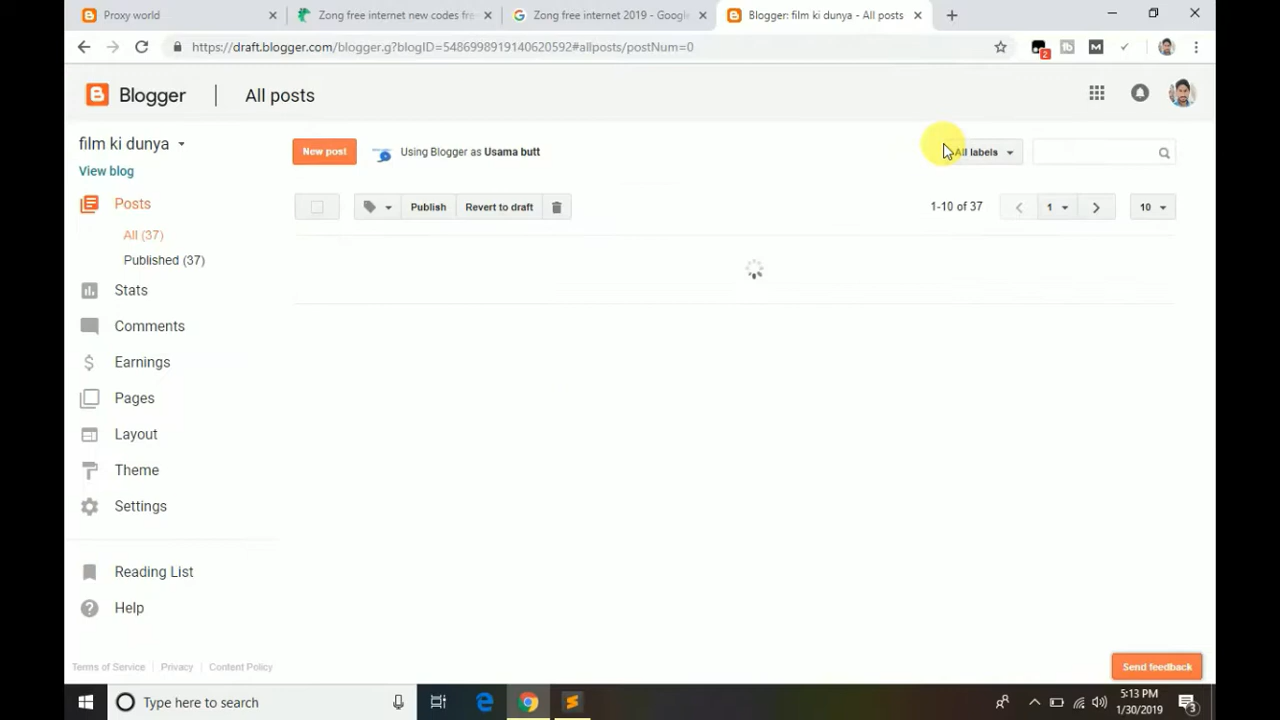 Proxy world
Zong free internet new codes fre
Zong free internet 2019 - Google
Blogger: film ki dunya - All posts
https://draft.blogger.com/blogger.g?blogID=5486998919140620592#allposts/postNum=0
2
Blogger
All posts
film ki dunya
View blog
New post
Using Blogger as Usama butt
All labels
Posts
Publish
Revert to draft
1-10 of 37
1
10
All (37)
Published (37)
Stats
Comments
Earnings
Pages
Layout
Theme
Settings
Reading List
Help
Terms of Service
Privacy
Content Policy
Send feedback
Type here to search
5:13 PM
1/30/2019
3